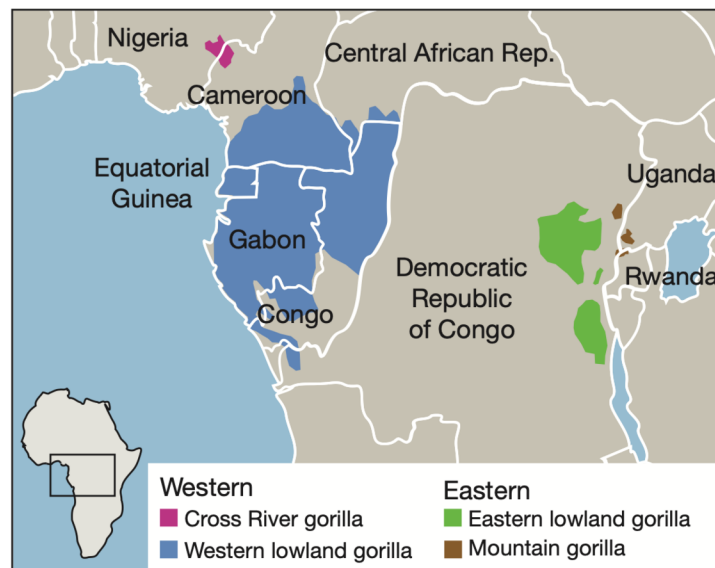 Nigeria
Central African Rep.
Cameroon
Equatorial
Guinea
Uganda
Gabon
Democratic
Republic
of Congo
Rwanda
Congo
Western
Cross River gorilla
Western lowland gorilla
Eastern
Eastern lowland gorilla
Mountain gorilla